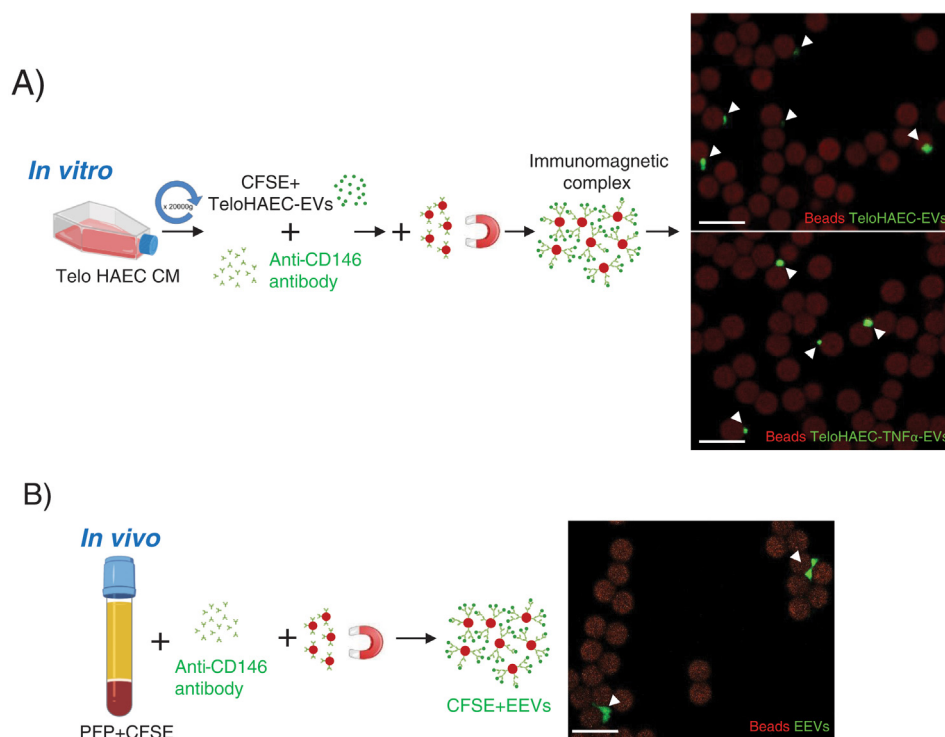 A)
In vitro
x 20000g
Telo HAEC CM
CFSE+
TeloHAEC-EVs
+
Anti-CD146
antibody
+
Immunomagnetic
complex
Beads TeloHAEC-EVs
Beads TeloHAEC-TNFα-EVs
B)
In vivo
PFP+CFSE
+
Anti-CD146
antibody
+
CFSE+EEVs
Beads EEVs